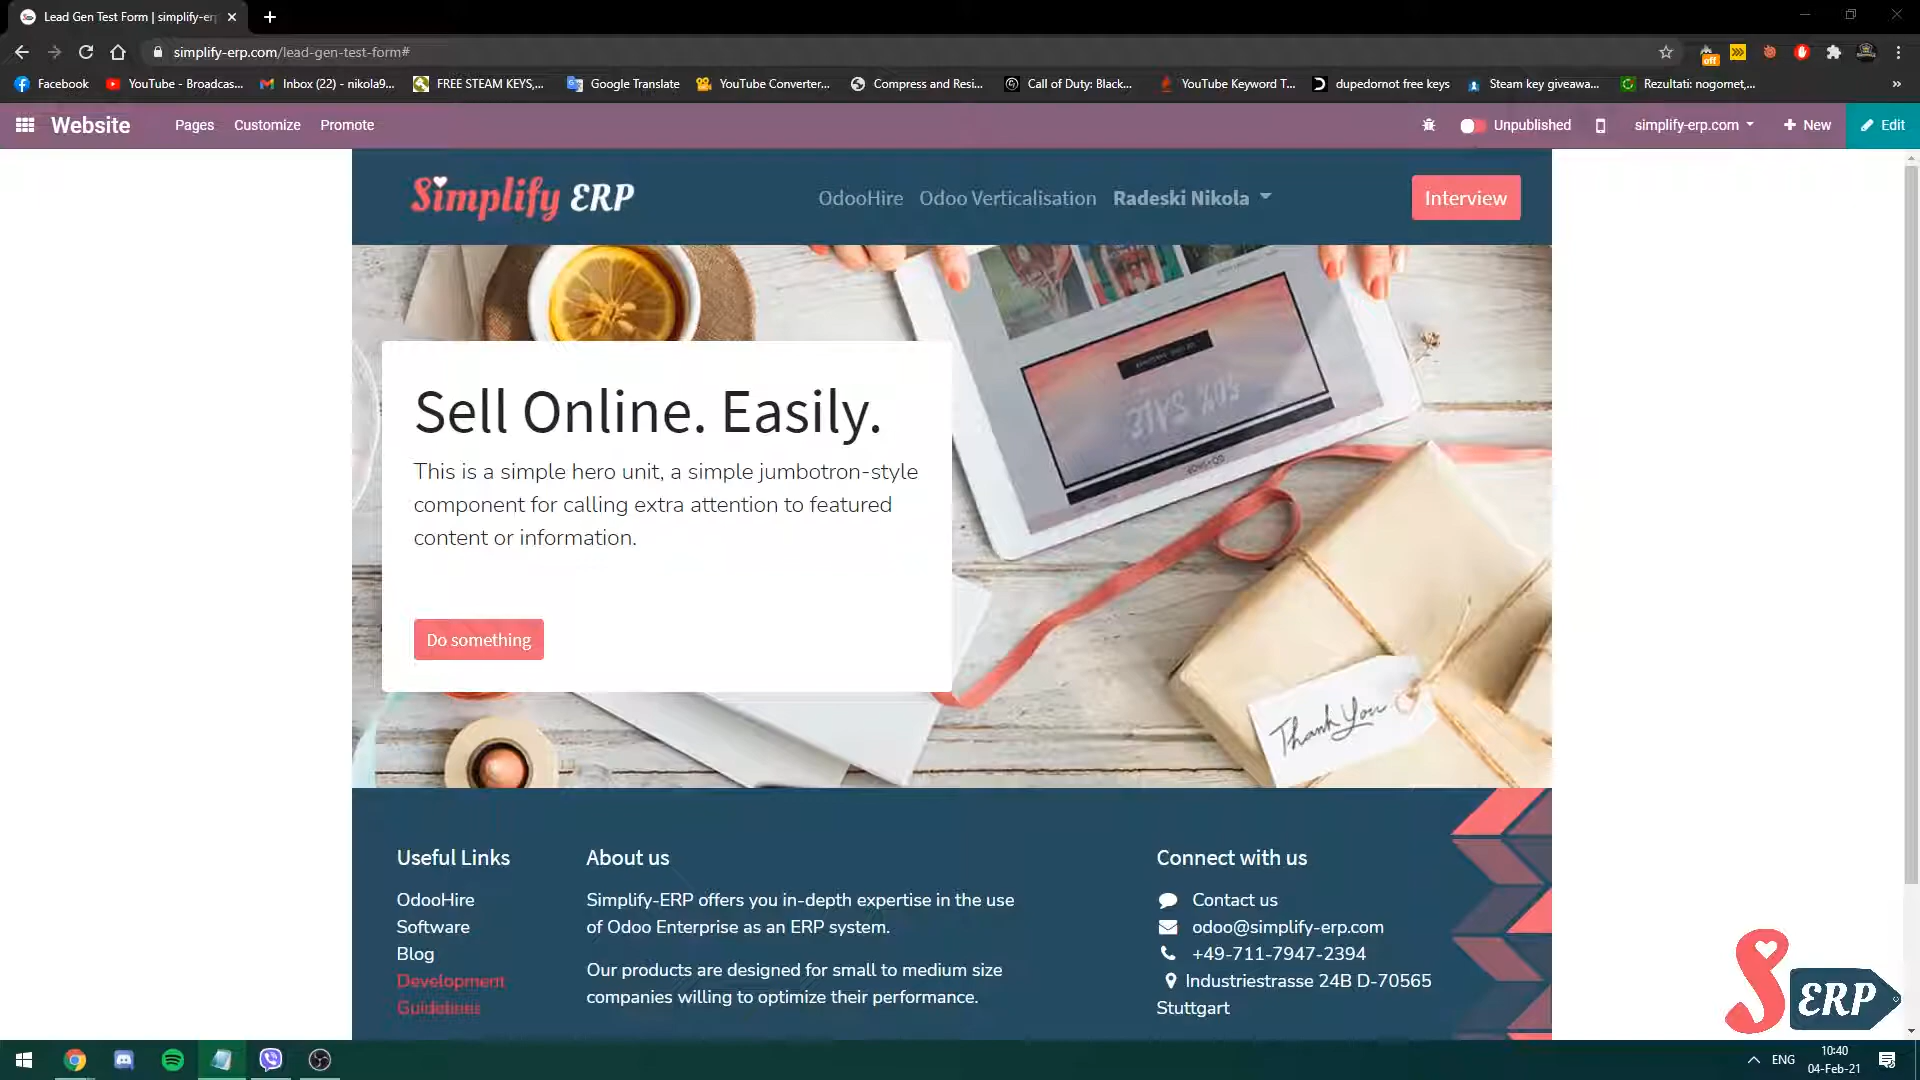 Lead Gen Test Form | simplify-erp
simplify-erp.com/lead-gen-test-form#
off
Facebook
YouTube - Broadcas...
Inbox (22) - nikola9...
FREE STEAM KEYS,...
Google Translate
YouTube Converter...
Compress and Resi...
Call of Duty: Black...
YouTube Keyword T...
dupedornot free keys
Steam key giveawa...
Rezultati: nogomet,...
»
Website
Pages
Customize
Promote
Unpublished
simplify-erp.com
New
Edit
Simplify ERP
OdooHire
Odoo Verticalisation
Radeski Nikola
Interview
Sell Online. Easily.
This is a simple hero unit, a simple jumbotron-style
component for calling extra attention to featured
content or information.
Do something
Thank You
Useful Links
OdooHire
Software
Blog
Development
Guidelines
About us
Simplify-ERP offers you in-depth expertise in the use
of Odoo Enterprise as an ERP system.
Our products are designed for small to medium size
companies willing to optimize their performance.
Connect with us
Contact us
odoo@simplify-erp.com
+49-711-7947-2394
Industriestrasse 24B D-70565
Stuttgart
S ERP
ENG
10:40
04-Feb-21